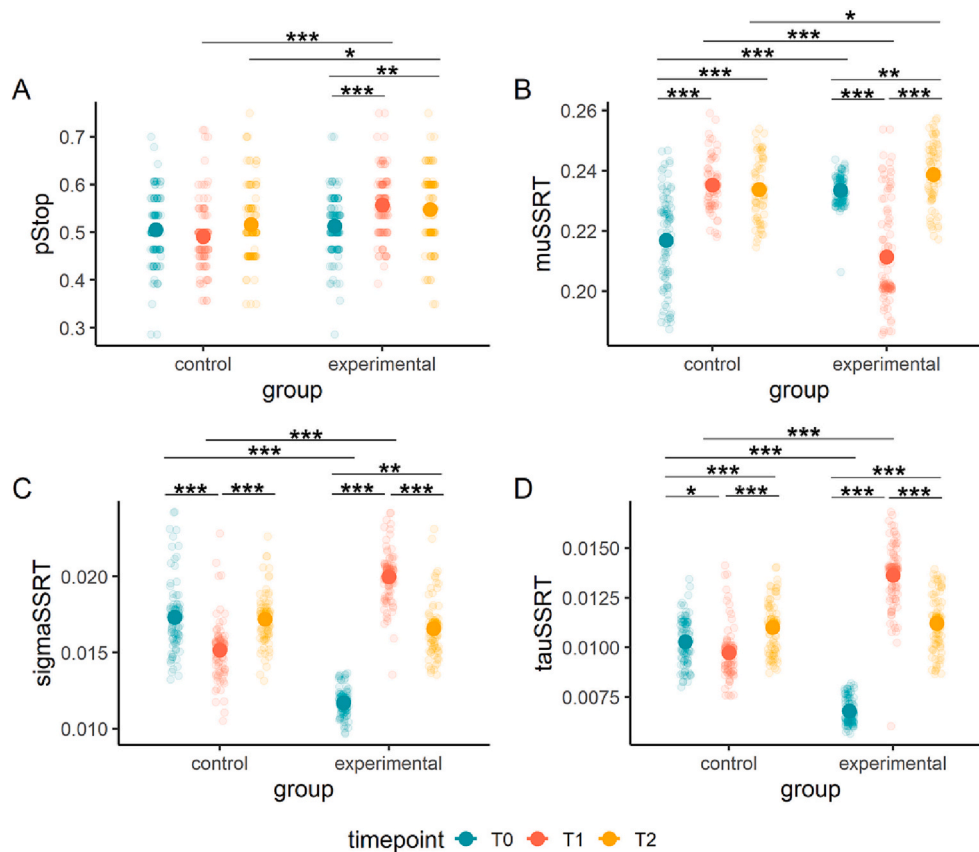 ***
*
**
***
A
pStop
0.7
0.6
0.5
0.4
0.3
control experimental
group
*
***
***
*** **
*** *** ***
B
muSSRT
0.26
0.24
0.22
0.20
control experimental
group
***
***
**
*** *** *** ***
C
sigmaSSRT
0.020
0.015
0.010
control experimental
group
***
***
*** ***
* *** *** ***
D
tauSSRT
0.0150
0.0125
0.0100
0.0075
control experimental
group
timepoint T0 T1 T2